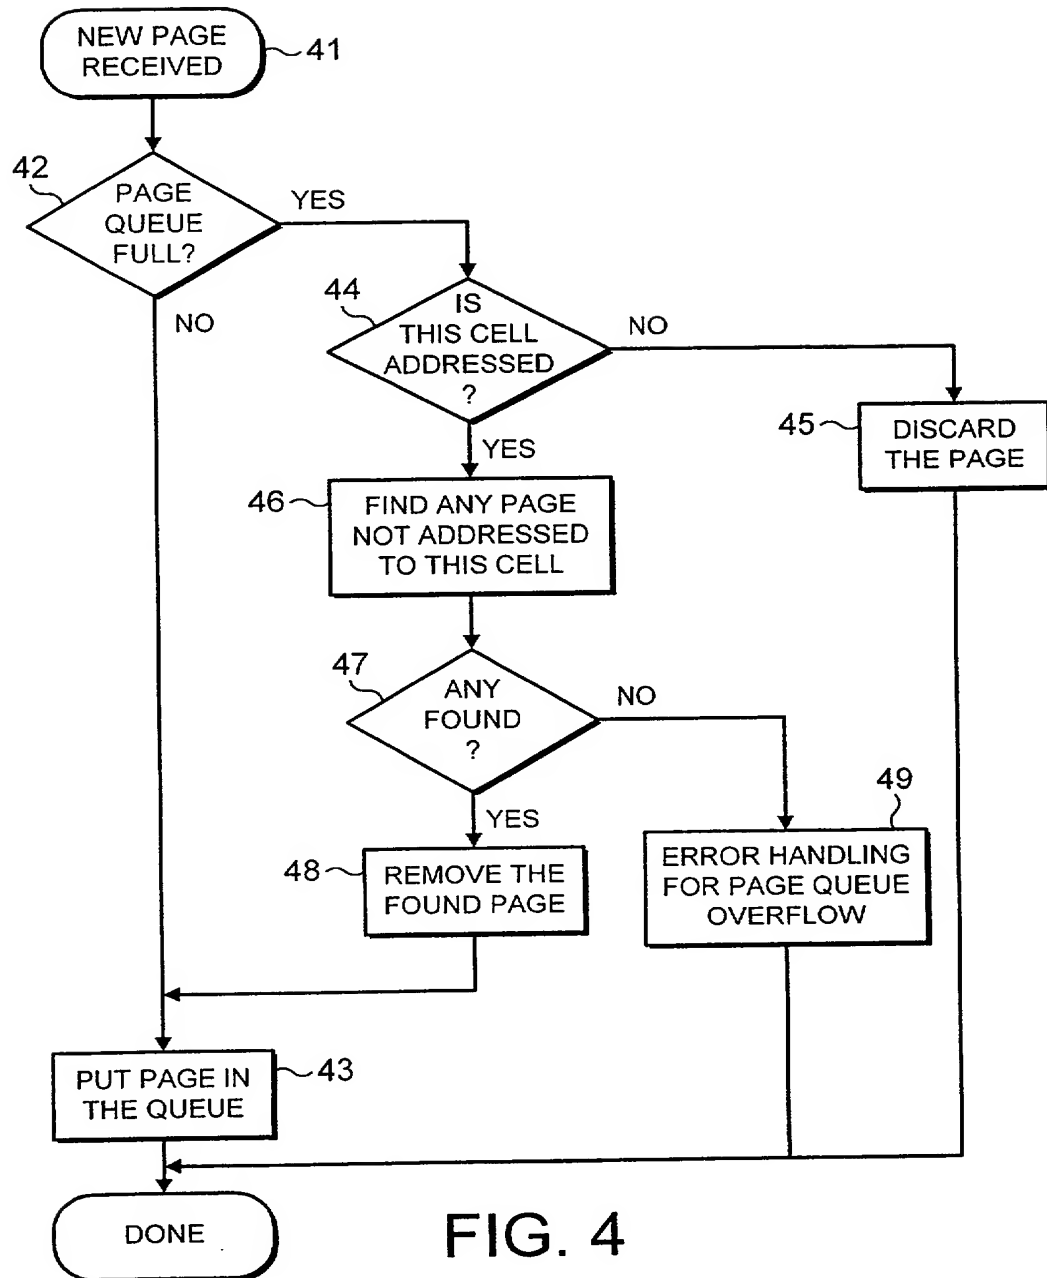 NEW PAGE
RECEIVED
41
42
PAGE
QUEUE
FULL?
YES
NO
44
IS
THIS CELL
ADDRESSED
?
NO
YES
45
DISCARD
THE PAGE
46
FIND ANY PAGE
NOT ADDRESSED
TO THIS CELL
47
ANY
FOUND
?
NO
YES
48
REMOVE THE
FOUND PAGE
49
ERROR HANDLING
FOR PAGE QUEUE
OVERFLOW
PUT PAGE IN
THE QUEUE
43
DONE
FIG. 4